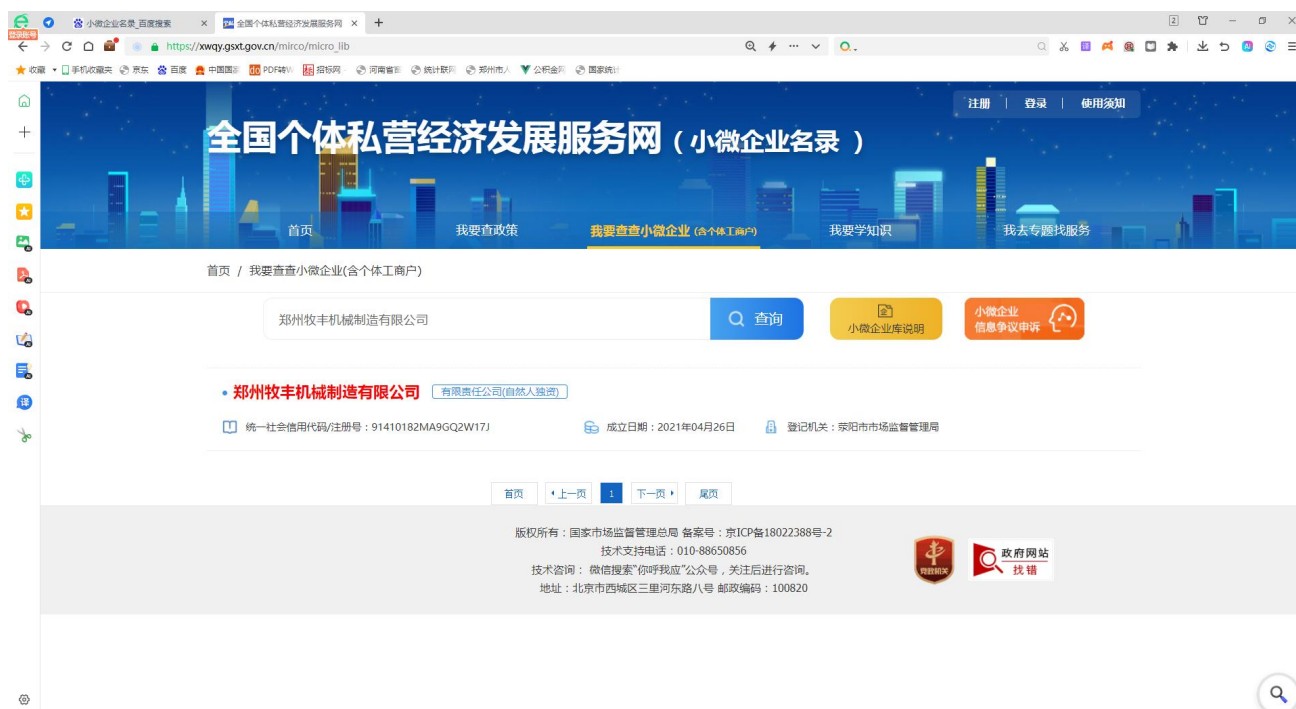 小微企业名录_百度搜索 × 全国个体私营经济发展服务网 × +
2
登录账号
https://xwqy.gsxt.gov.cn/mirco/micro_lib
收藏 手机收藏夹 京东 百度 中国国 PDF转W 招标网 河南省 统计联网 郑州市人 公积金 国家统计
注册 | 登录 | 使用须知
全国个体私营经济发展服务网（小微企业名录 ）
首页 我要查政策 我要查查小微企业 (含个体工商户) 我要学知识 我去专题找服务
首页 / 我要查查小微企业(含个体工商户)
郑州牧丰机械制造有限公司 查询
小微企业库说明
小微企业
信息争议申诉
郑州牧丰机械制造有限公司 有限责任公司(自然人独资)
统一社会信用代码/注册号：91410182MA9GQ2W17J 成立日期：2021年04月26日 登记机关：荥阳市市场监督管理局
首页 上一页 1 下一页 尾页
版权所有：国家市场监督管理总局 备案号：京ICP备18022388号-2
技术支持电话：010-88650856
技术咨询： 微信搜索"你呼我应"公众号，关注后进行咨询。
地址：北京市西城区三里河东路八号 邮政编码：100820
党政机关
政府网站
找错
译